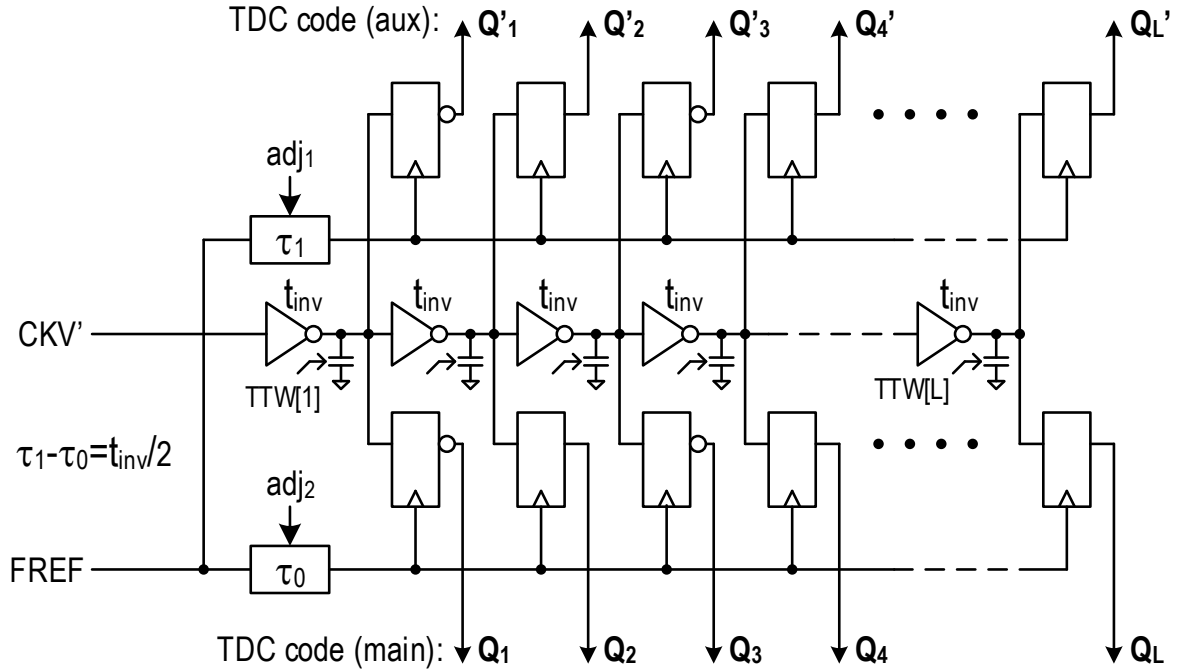 TDC code (aux): Q'1 Q'2 Q'3 Q4' QL'
adj1
τ1
tinv tinv tinv tinv tinv
CKV'
TTW[1] TTW[L]
τ1-τ0=tinv/2
adj2
FREF τ0
TDC code (main): Q1 Q2 Q3 Q4 QL